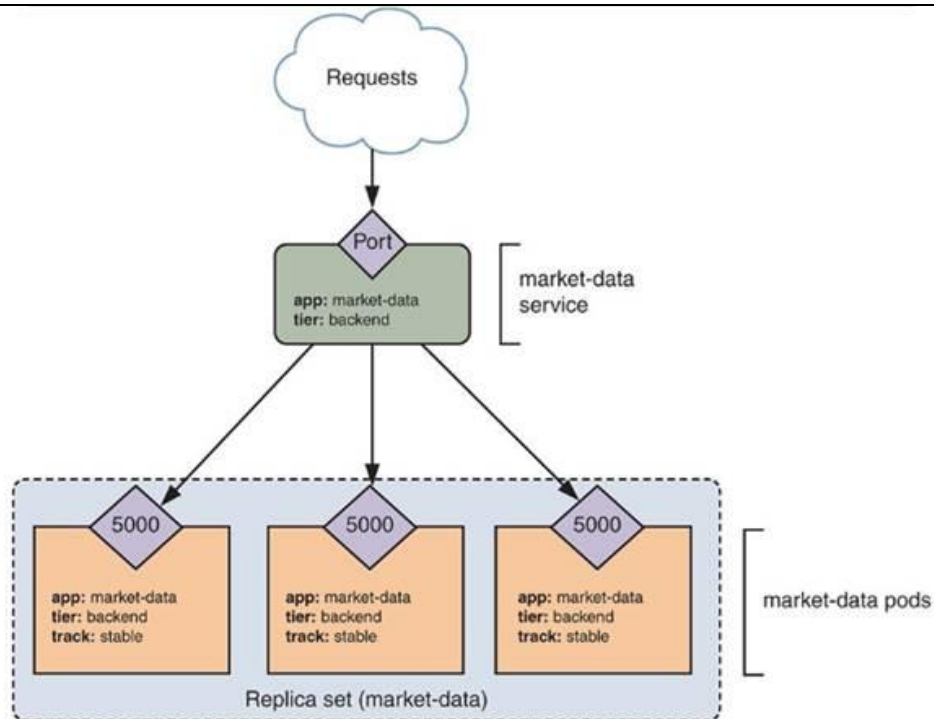 Requests
Port
app: market-data
tier: backend
market-data
service
5000
app: market-data
tier: backend
track: stable
5000
app: market-data
tier: backend
track: stable
5000
app: market-data
tier: backend
track: stable
market-data pods
Replica set (market-data)